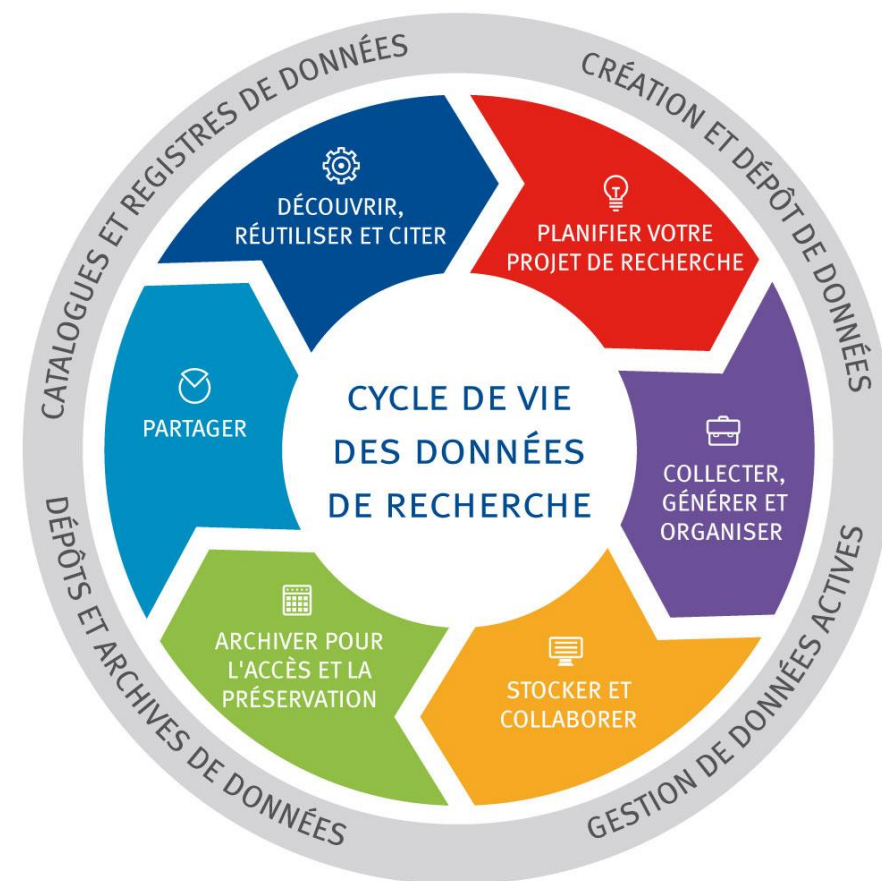 CATALOGUES ET REGISTRES DE DONNÉES
CRÉATION ET DÉPÔT DE DONNÉES
DÉCOUVRIR,
RÉUTILISER ET CITER
PLANIFIER VOTRE
PROJET DE RECHERCHE
CYCLE DE VIE
DES DONNÉES
DE RECHERCHE
PARTAGER
COLLECTER,
GÉNÉRER ET
ORGANISER
ARCHIVER POUR
L'ACCÈS ET LA
PRÉSERVATION
STOCKER ET
COLLABORER
DÉPÔTS ET ARCHIVES DE DONNÉES
GESTION DE DONNÉES ACTIVES